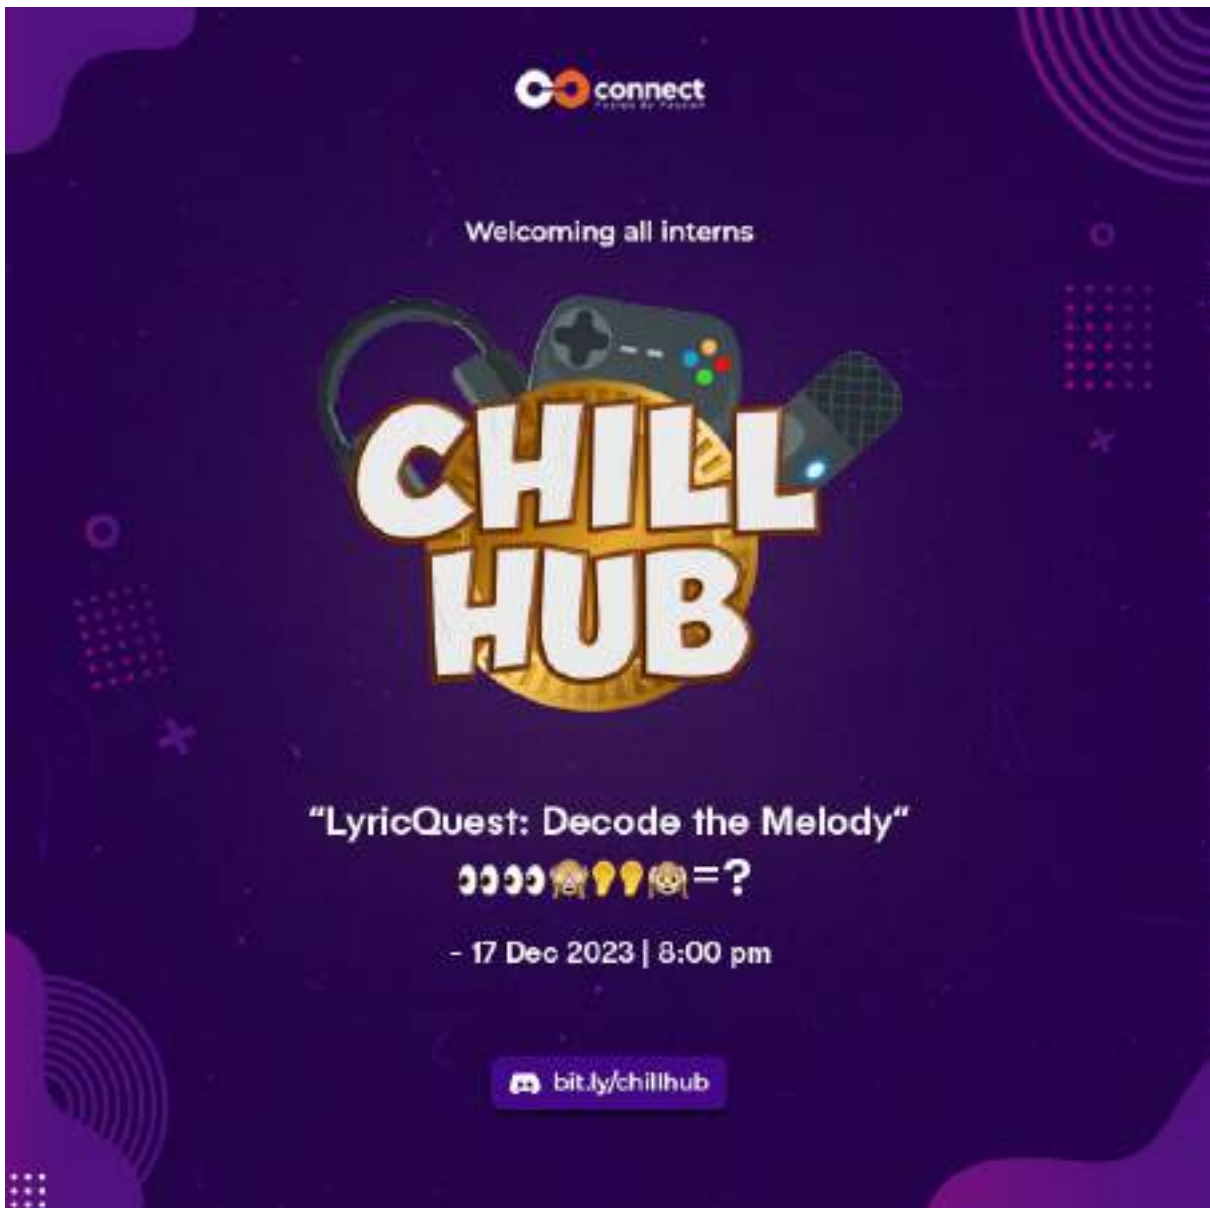 connect
Welcoming all interns
CHILL
HUB
“LyricQuest: Decode the Melody”
👀👀🙈👂👂🙉=?
- 17 Dec 2023 | 8:00 pm
bit.ly/chillhub